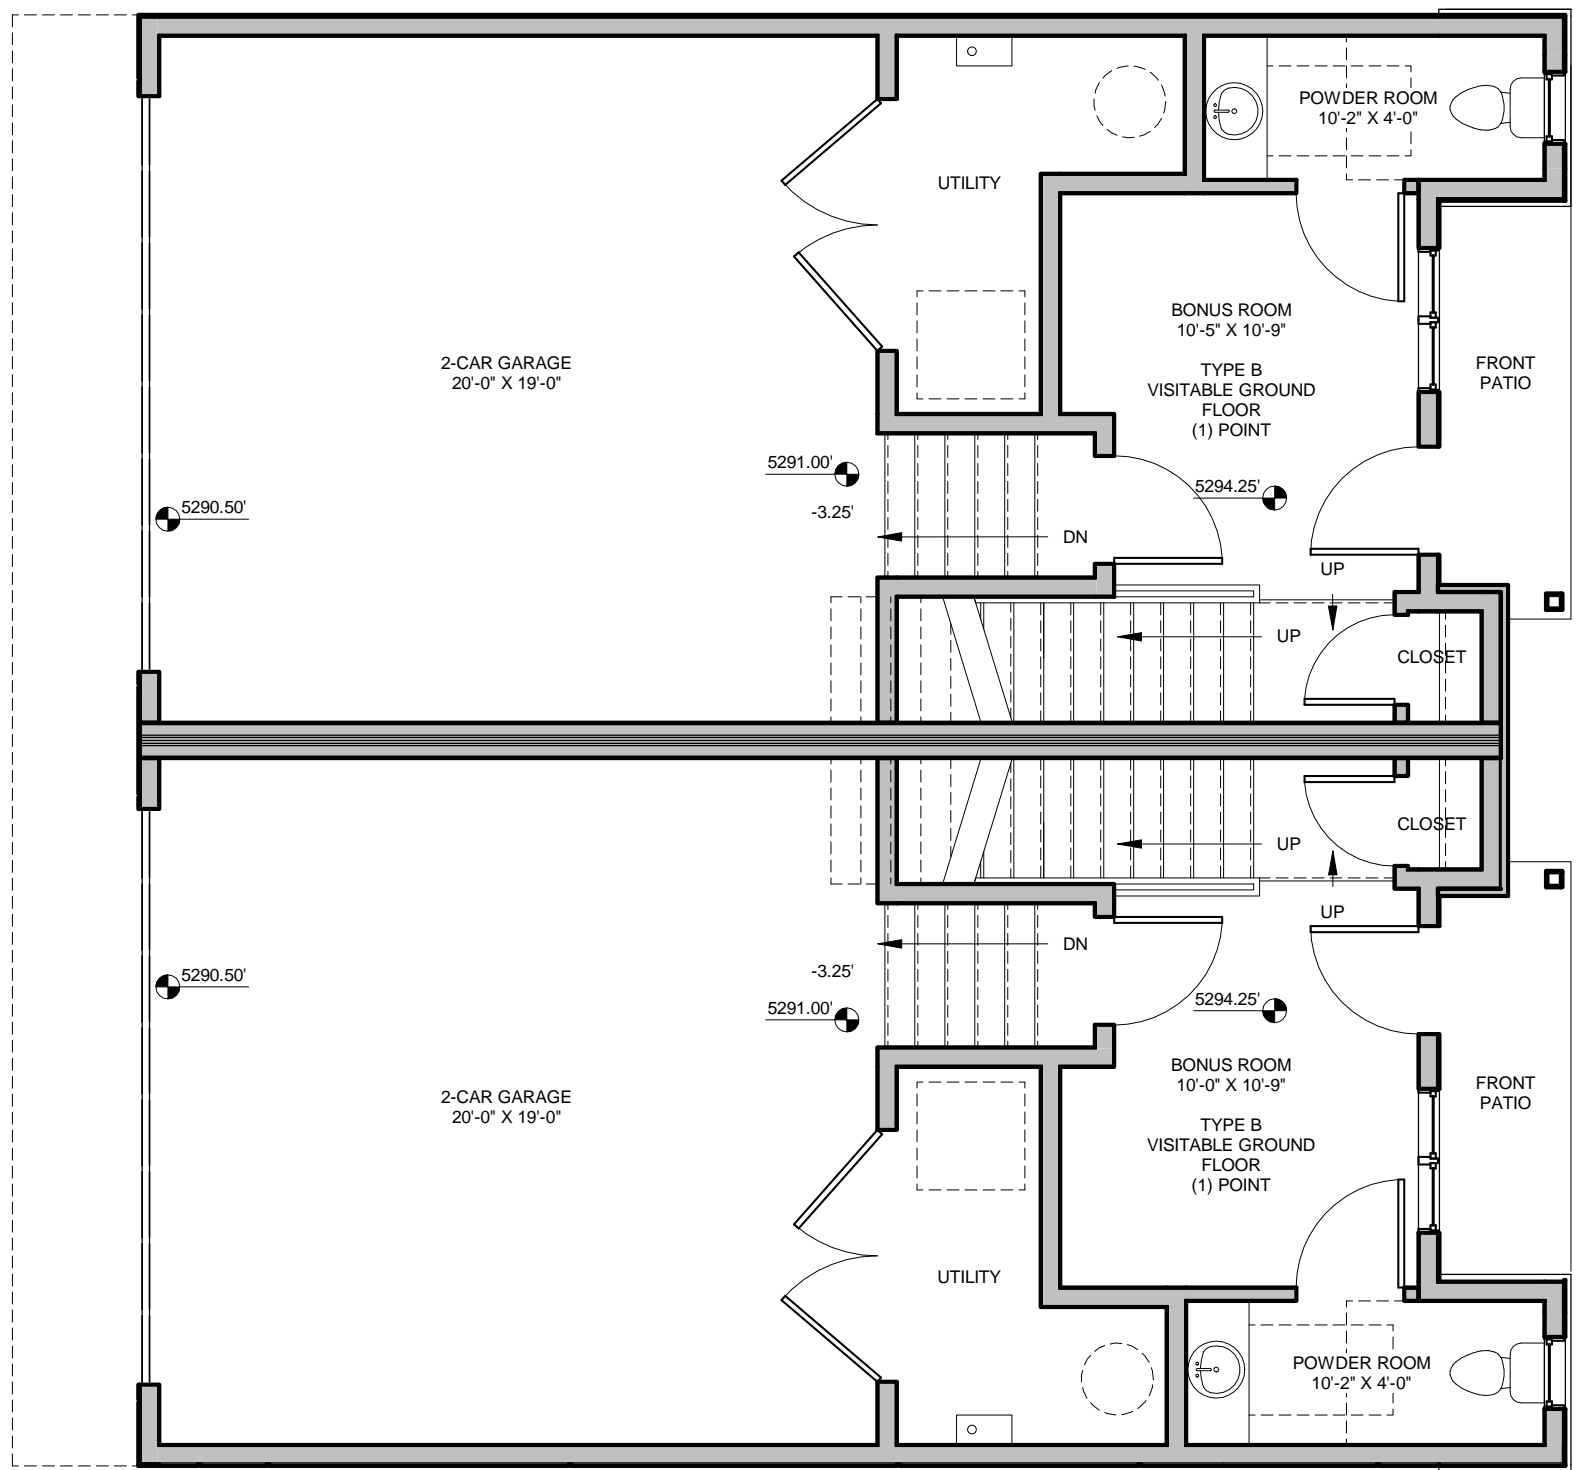 POWDER ROOM
10'-2" X 4'-0"
UTILITY
BONUS ROOM
10'-5" X 10'-9"
TYPE B
VISITABLE GROUND
FLOOR
(1) POINT
2-CAR GARAGE
20'-0" X 19'-0"
FRONT
PATIO
5291.00'
-3.25'
5294.25'
5290.50'
DN
UP
UP
CLOSET
CLOSET
UP
UP
DN
-3.25'
5290.50'
5291.00'
5294.25'
BONUS ROOM
10'-0" X 10'-9"
TYPE B
VISITABLE GROUND
FLOOR
(1) POINT
2-CAR GARAGE
20'-0" X 19'-0"
FRONT
PATIO
UTILITY
POWDER ROOM
10'-2" X 4'-0"